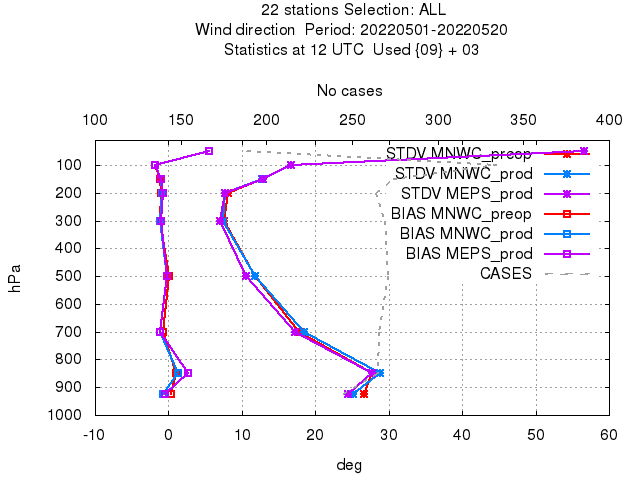 22 stations Selection: ALL
Wind direction  Period: 20220501-20220520
Statistics at 12 UTC  Used {09} + 03
No cases
100 150 200 250 300 350 400
STDV MNWC_preop
STDV MNWC_prod
STDV MEPS_prod
BIAS MNWC_preop
BIAS MNWC_prod
BIAS MEPS_prod
CASES
hPa
100
200
300
400
500
600
700
800
900
1000
-10 0 10 20 30 40 50 60
deg